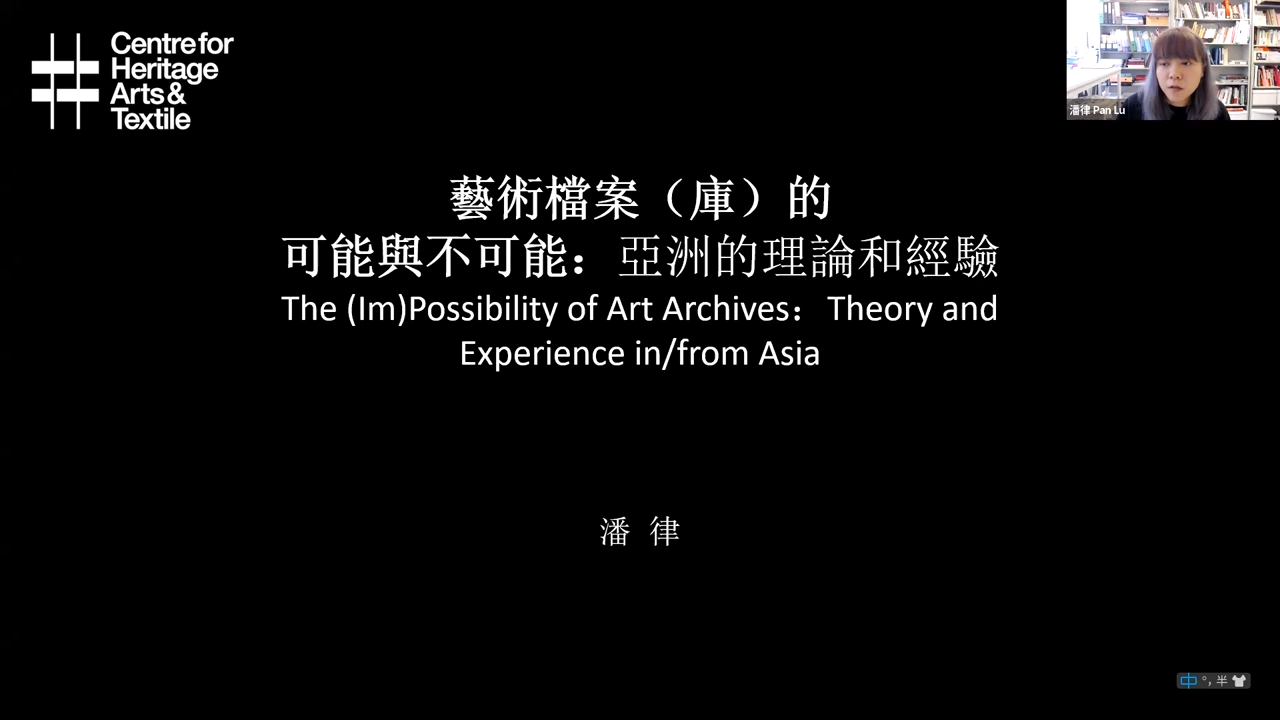 Centre for
Heritage
Arts &
Textile
潘律 Pan Lu
藝術檔案（庫）的
可能與不可能：亞洲的理論和經驗
The (Im)Possibility of Art Archives： Theory and
Experience in/from Asia
潘 律
中 °, 半